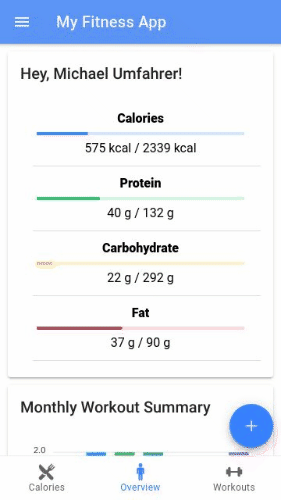 My Fitness App
Hey, Michael Umfahrer!
Calories
575 kcal / 2339 kcal
Protein
40 g / 132 g
Carbohydrate
22 g / 292 g
Fat
37 g / 90 g
Monthly Workout Summary
+
2.0
Calories
Overview
Workouts